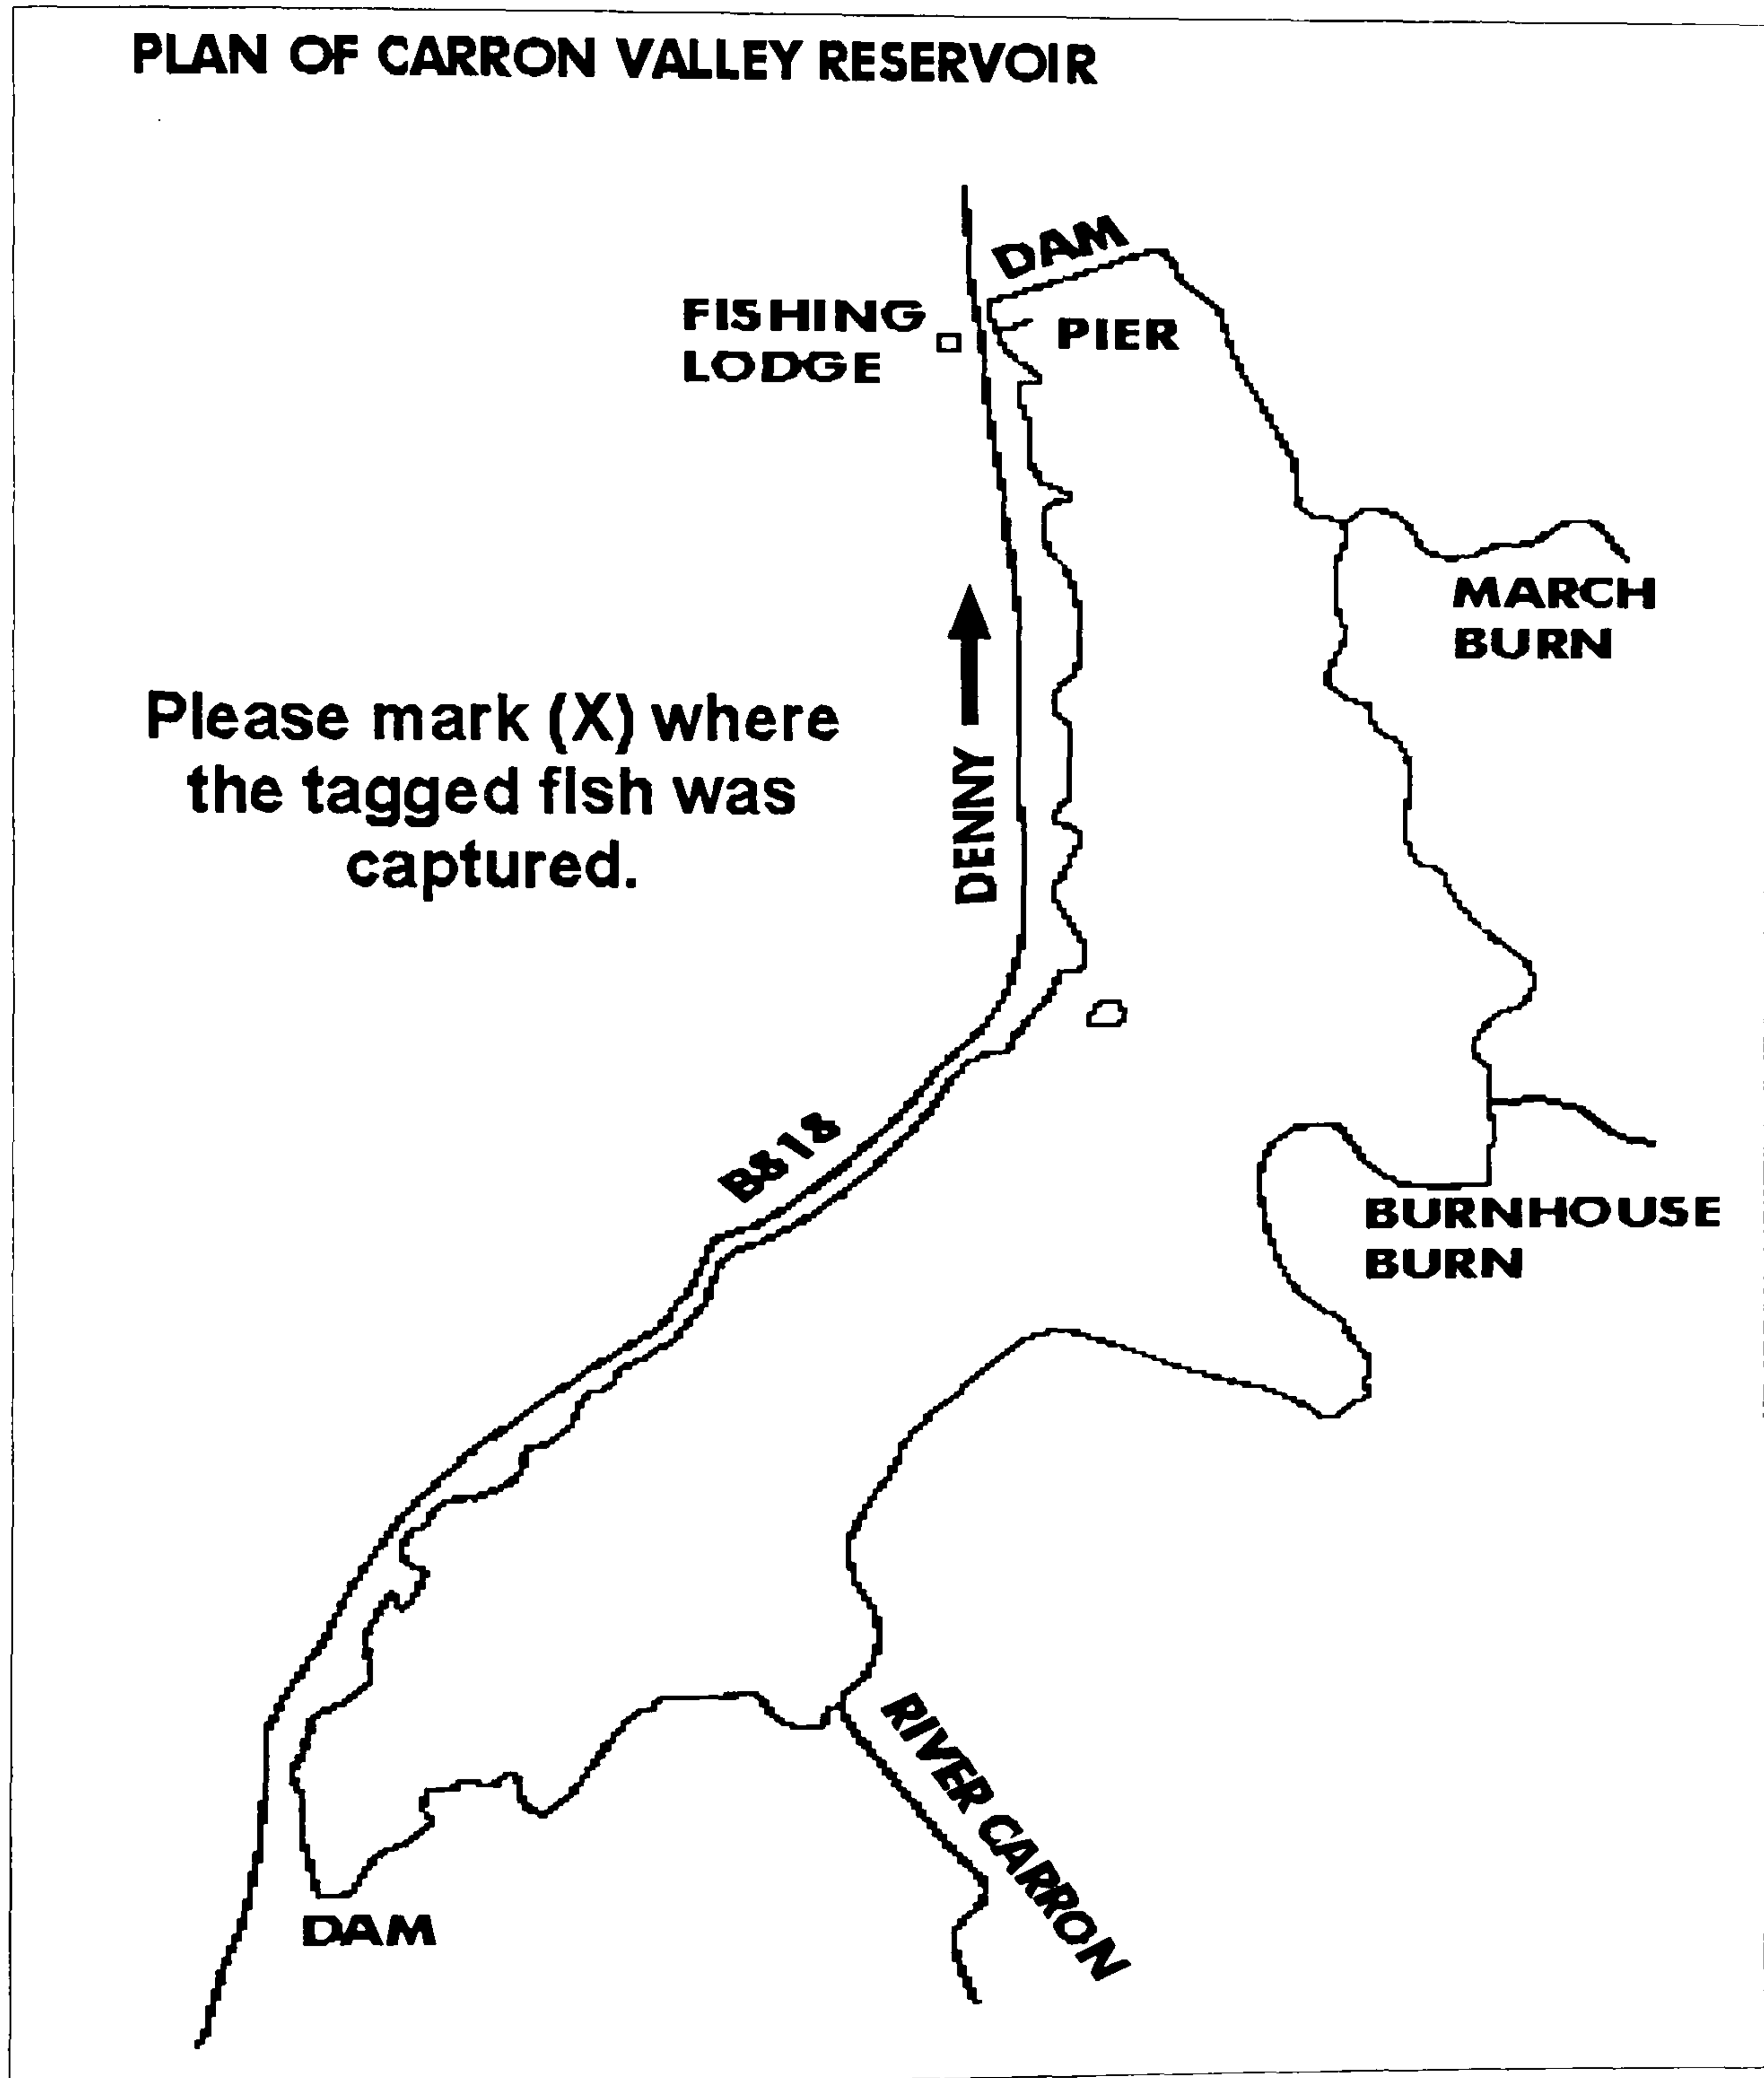 PLAN OF CARRON VALLEY RESERVOIR
DAM
FISHING
LODGE
PIER
MARCH
BURN
Please mark (X) where
the tagged fish was
captured.
DENNY
B818
BURNHOUSE
BURN
RIVER CARRON
DAM